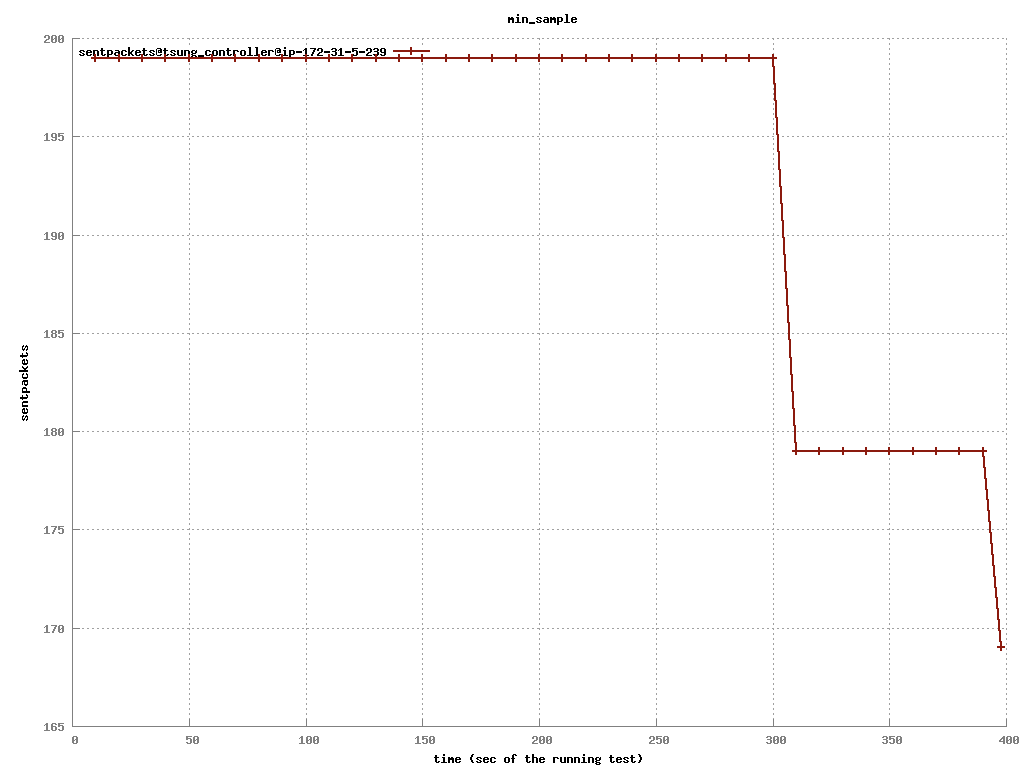 min_sample
200
sentpackets@tsung_controller@ip-172-31-5-239
195
190
185
180
175
170
165
sentpackets
0 50 100 150 200 250 300 350 400
time (sec of the running test)